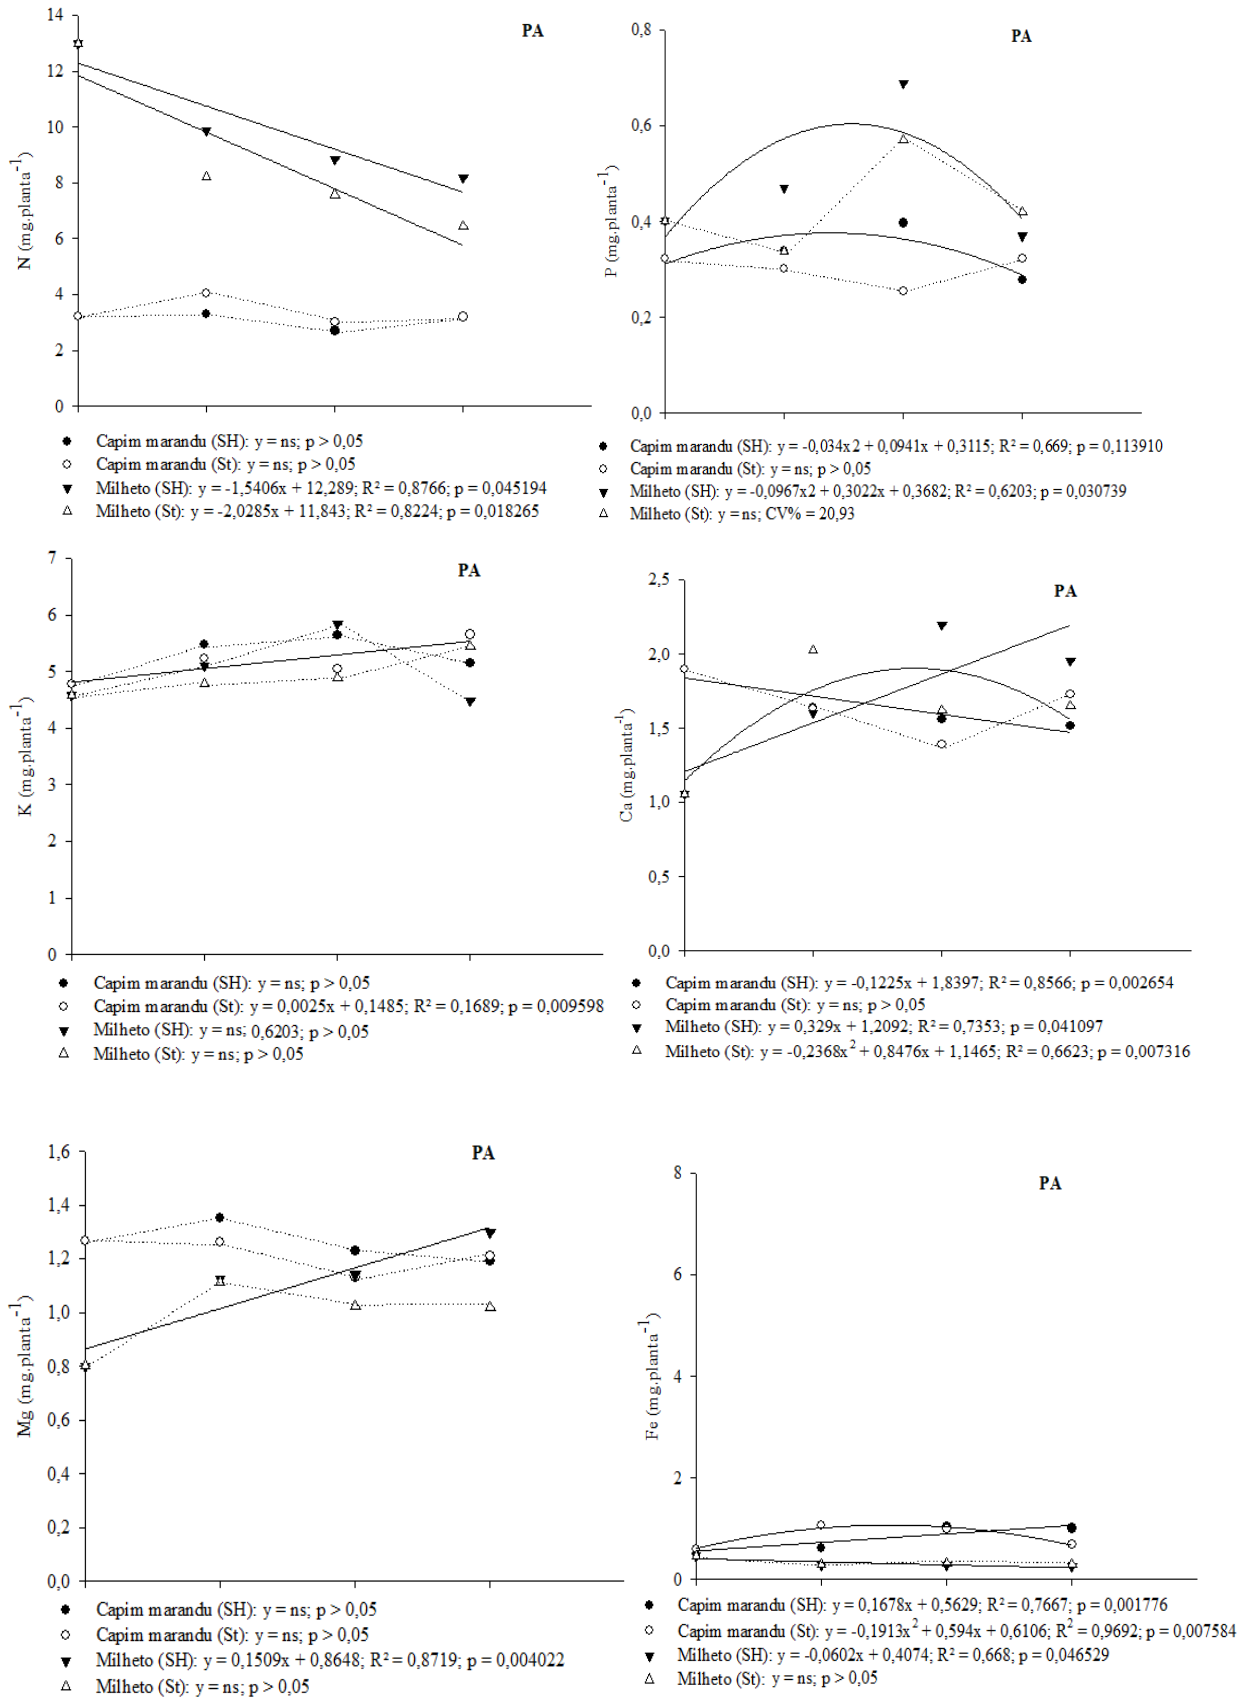 PA
14
12
10
8
6
4
2
0
N (mg.planta-1)
● Capim marandu (SH): y = ns; p > 0,05
○ Capim marandu (St): y = ns; p > 0,05
▼ Milheto (SH): y = -1,5406x + 12,289; R² = 0,8766; p = 0,045194
△ Milheto (St): y = -2,0285x + 11,843; R² = 0,8224; p = 0,018265
PA
0,8
0,6
0,4
0,2
0,0
P (mg.planta-1)
● Capim marandu (SH): y = -0,034x2 + 0,0941x + 0,3115; R² = 0,669; p = 0,113910
○ Capim marandu (St): y = ns; p > 0,05
▼ Milheto (SH): y = -0,0967x2 + 0,3022x + 0,3682; R² = 0,6203; p = 0,030739
△ Milheto (St): y = ns; CV% = 20,93
PA
7
6
5
4
3
2
1
0
K (mg.planta-1)
● Capim marandu (SH): y = ns; p > 0,05
○ Capim marandu (St): y = 0,0025x + 0,1485; R² = 0,1689; p = 0,009598
▼ Milheto (SH): y = ns; 0,6203; p > 0,05
△ Milheto (St): y = ns; p > 0,05
PA
2,5
2,0
1,5
1,0
0,5
0,0
Ca (mg.planta-1)
● Capim marandu (SH): y = -0,1225x + 1,8397; R² = 0,8566; p = 0,002654
○ Capim marandu (St): y = ns; p > 0,05
▼ Milheto (SH): y = 0,329x + 1,2092; R² = 0,7353; p = 0,041097
△ Milheto (St): y = -0,2368x² + 0,8476x + 1,1465; R² = 0,6623; p = 0,007316
PA
1,6
1,4
1,2
1,0
0,8
0,6
0,4
0,2
0,0
Mg (mg.planta-1)
● Capim marandu (SH): y = ns; p > 0,05
○ Capim marandu (St): y = ns; p > 0,05
▼ Milheto (SH): y = 0,1509x + 0,8648; R² = 0,8719; p = 0,004022
△ Milheto (St): y = ns; p > 0,05
PA
8
6
4
2
0
Fe (mg.planta-1)
● Capim marandu (SH): y = 0,1678x + 0,5629; R² = 0,7667; p = 0,001776
○ Capim marandu (St): y = -0,1913x² + 0,594x + 0,6106; R² = 0,9692; p = 0,007584
▼ Milheto (SH): y = -0,0602x + 0,4074; R² = 0,668; p = 0,046529
△ Milheto (St): y = ns; p > 0,05